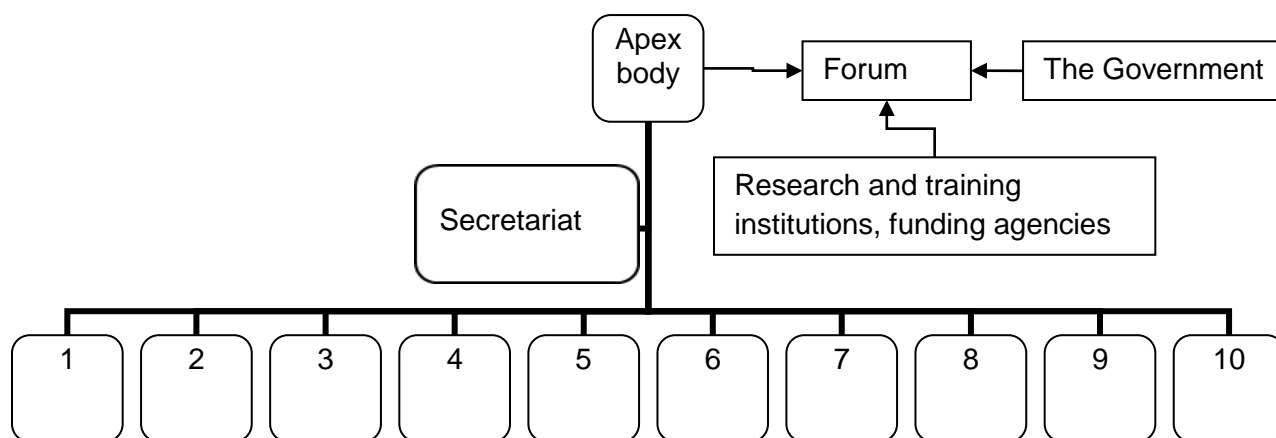 Apex
body
Forum
The Government
Research and training
institutions, funding agencies
Secretariat
1
2
3
4
5
6
7
8
9
10